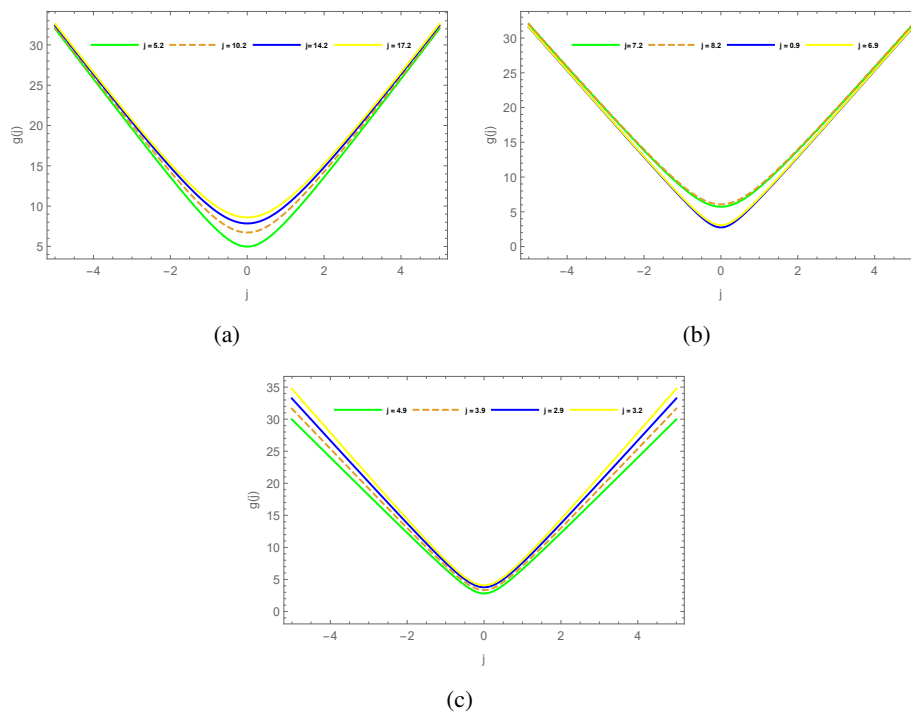 j = 5.2 j = 10.2 j = 14.2 j = 17.2
30
25
20
15
10
5
g(j)
−4 −2 0 2 4
j
(a)
j = 7.2 j = 8.2 j = 0.9 j = 6.9
30
25
20
15
10
5
0
g(j)
−4 −2 0 2 4
j
(b)
j = 4.9 j = 3.9 j = 2.9 j = 3.2
35
30
25
20
15
10
5
0
g(j)
−4 −2 0 2 4
j
(c)